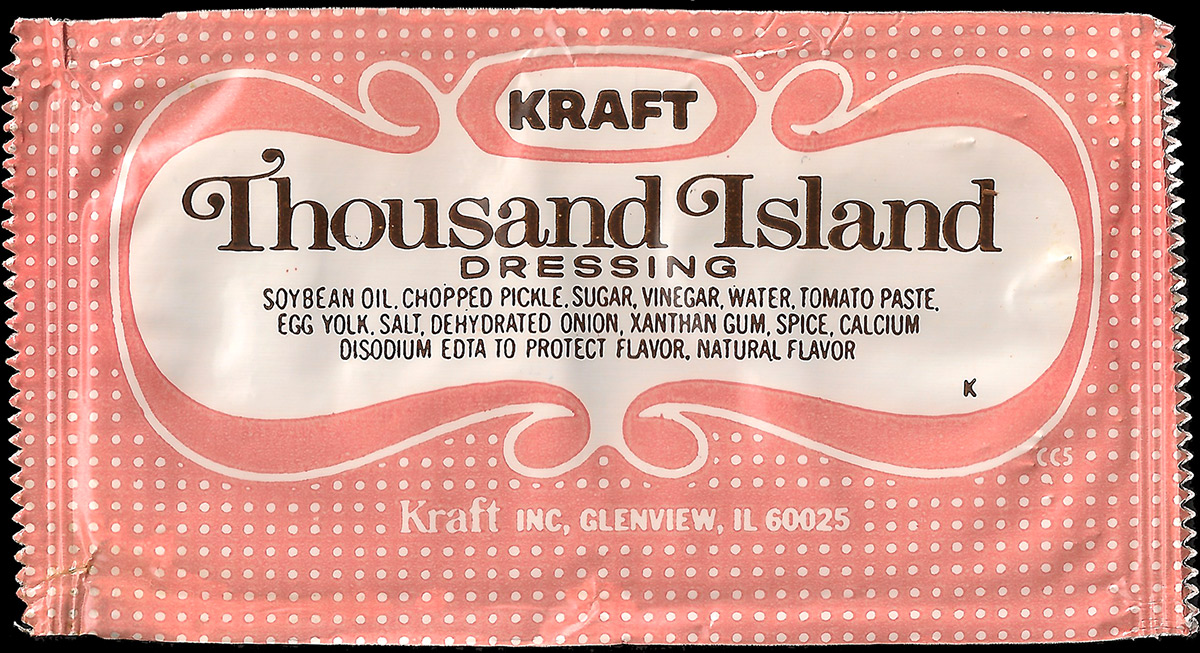 KRAFT
Thousand Island
DRESSING
SOYBEAN OIL, CHOPPED PICKLE, SUGAR, VINEGAR, WATER, TOMATO PASTE,
EGG YOLK, SALT, DEHYDRATED ONION, XANTHAN GUM, SPICE, CALCIUM
DISODIUM EDTA TO PROTECT FLAVOR, NATURAL FLAVOR
K
CC5
Kraft INC, GLENVIEW, IL 60025